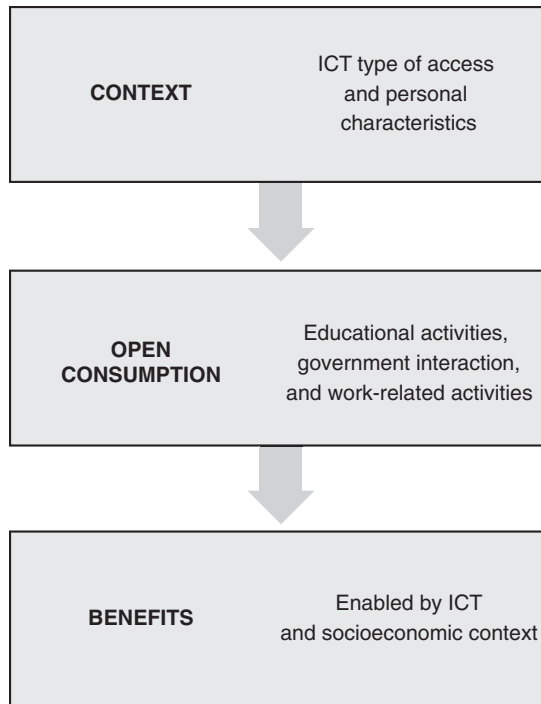 CONTEXT
ICT type of access
and personal
characteristics
OPEN
CONSUMPTION
Educational activities,
government interaction,
and work-related activities
BENEFITS
Enabled by ICT
and socioeconomic context